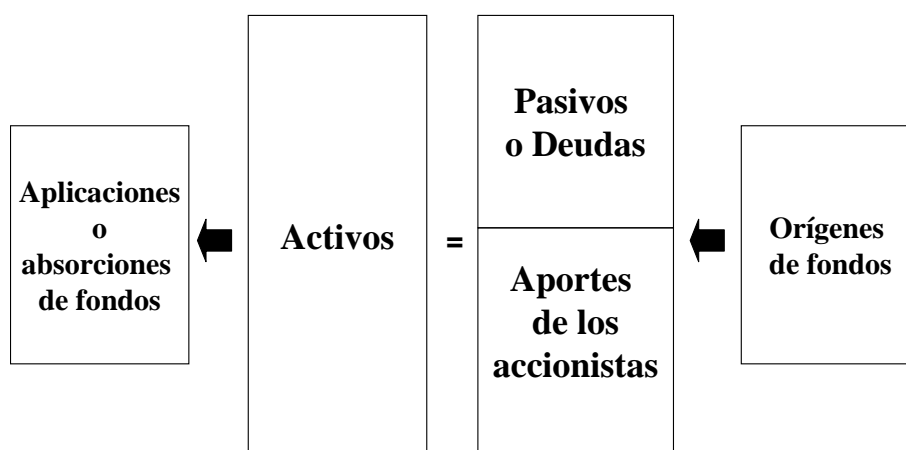 Aplicaciones
o
absorciones
de fondos
Activos
=
Pasivos
o Deudas
Aportes
de los
accionistas
Orígenes
de fondos